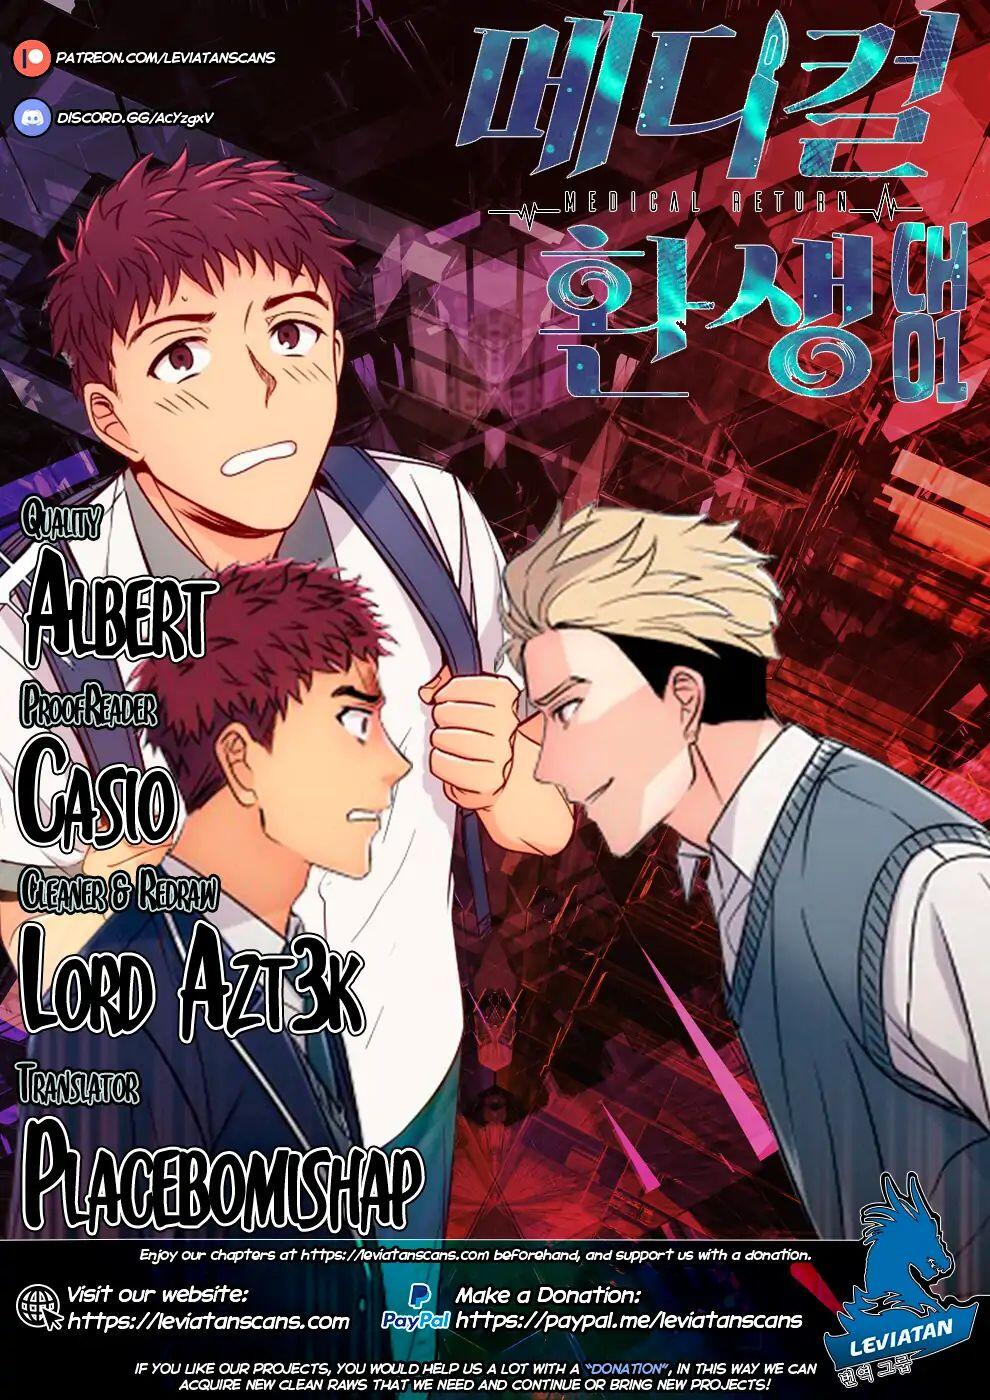 PATREON.COM/LEVIATANSCANS
DISCORD.GG/ACYZGXV
메디컬
MEDICAL RETURN
환생
QUALITY
ALBERT
PROOFREADER
CASIO
CLEANER & REDRAW
LORD AZT3K
TRANSLATOR
PLACEBOMISHAP
Enjoy our chapters at https://leviatanscans.com beforehand, and support us with a donation.
Visit our website:
https://leviatanscans.com
PayPal
Make a Donation:
https://paypal.me/leviatanscans
LEVIATAN
번역 그룹
IF YOU LIKE OUR PROJECTS, YOU WOULD HELP US A LOT WITH A "DONATION", IN THIS WAY WE CAN
ACQUIRE NEW CLEAN RAWS THAT WE NEED AND CONTINUE OR BRING NEW PROJECTS!